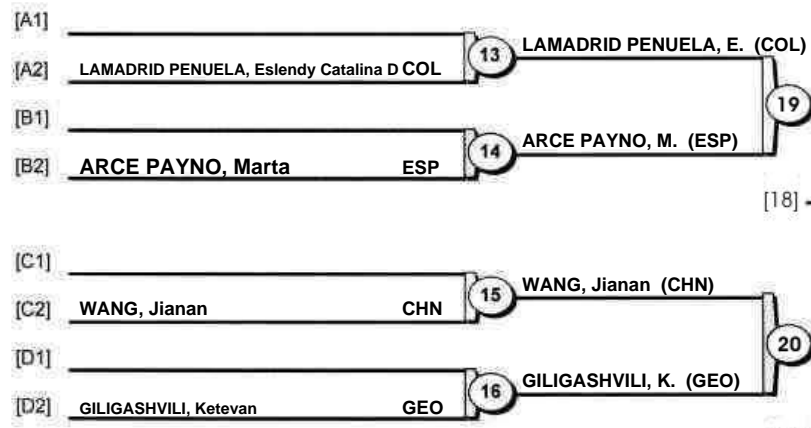 [A1]
13 LAMADRID PENUELA, E. (COL)
[A2] LAMADRID PENUELA, Eslendy Catalina D COL
19
[B1]
14 ARCE PAYNO, M. (ESP)
[B2] ARCE PAYNO, Marta ESP
[18]
[C1]
15 WANG, Jianan (CHN)
[C2] WANG, Jianan CHN
20
[D1]
16 GILIGASHVILI, K. (GEO)
[D2] GILIGASHVILI, Ketevan GEO